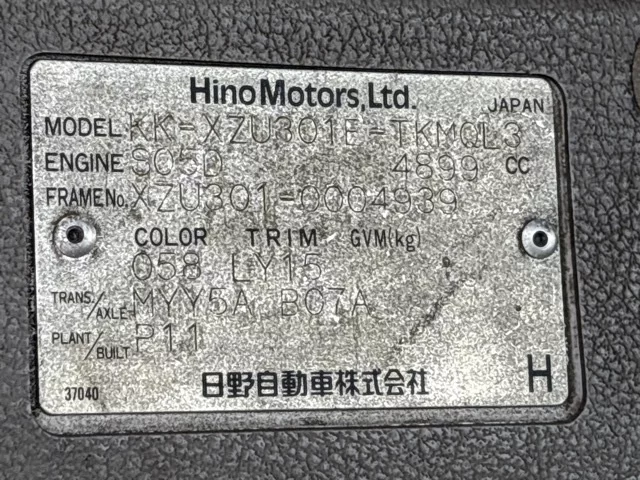 Hino Motors, Ltd.
JAPAN
MODEL KK-XZU301E-TKMQL3
ENGINE S05D 4899 CC
FRAME No. XZU301-0004939
COLOR TRIM GVM(kg)
058 LY15
TRANS./AXLE MYY5A B07A
PLANT/BUILT P11
37040 日野自動車株式会社 H